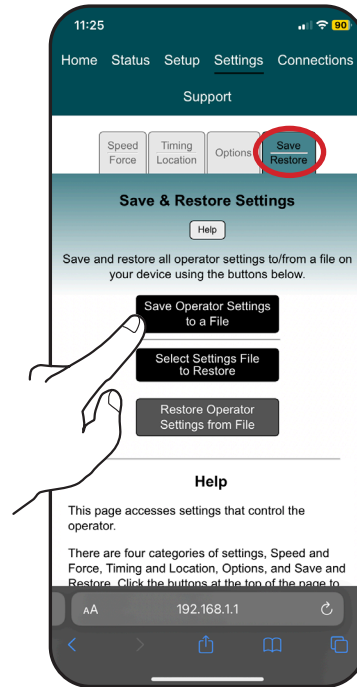 11:25
90
Home Status Setup Settings Connections
Support
Speed
Force
Timing
Location
Options
Save
Restore
Save & Restore Settings
Help
Save and restore all operator settings to/from a file on
your device using the buttons below.
Save Operator Settings
to a File
Select Settings File
to Restore
Restore Operator
Settings from File
Help
This page accesses settings that control the
operator.
There are four categories of settings, Speed and
Force, Timing and Location, Options, and Save and
Restore. Click the buttons at the top of the page to
AA
192.168.1.1